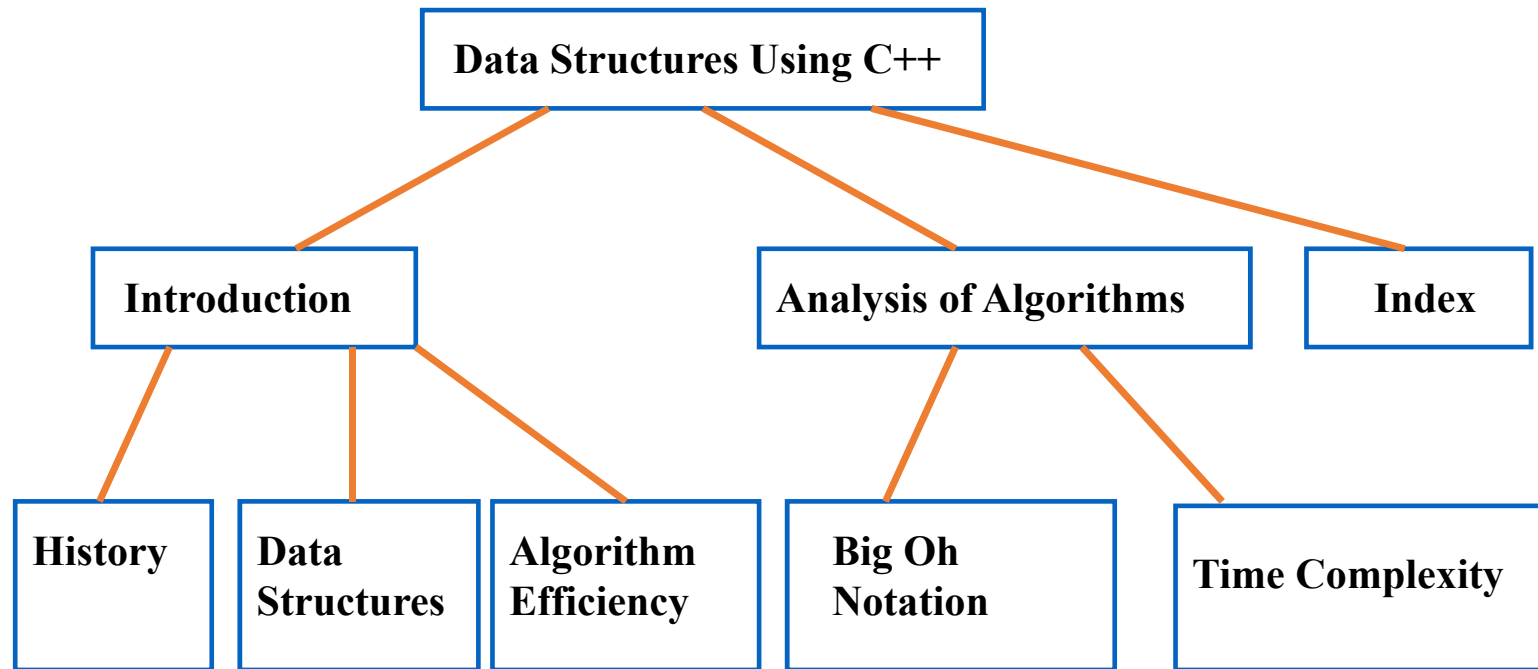 Data Structures Using C++
Introduction
Analysis of Algorithms
Index
History
Data
Structures
Algorithm
Efficiency
Big Oh
Notation
Time Complexity